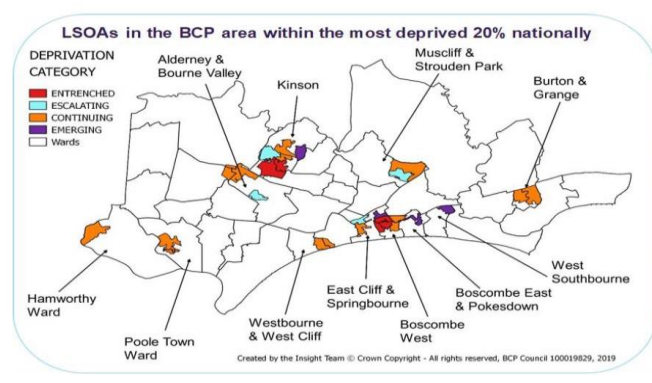 LSOAs in the BCP area within the most deprived 20% nationally
DEPRIVATION
CATEGORY
ENTRENCHED
ESCALATING
CONTINUING
EMERGING
Wards
Alderney &
Bourne Valley
Kinson
Muscliff &
Strouden Park
Burton &
Grange
Hamworthy
Ward
Poole Town
Ward
Westbourne
& West Cliff
East Cliff &
Springbourne
Boscombe
West
Boscombe East
& Pokesdown
West
Southbourne
Created by the Insight Team © Crown Copyright - All rights reserved, BCP Council 100019829, 2019